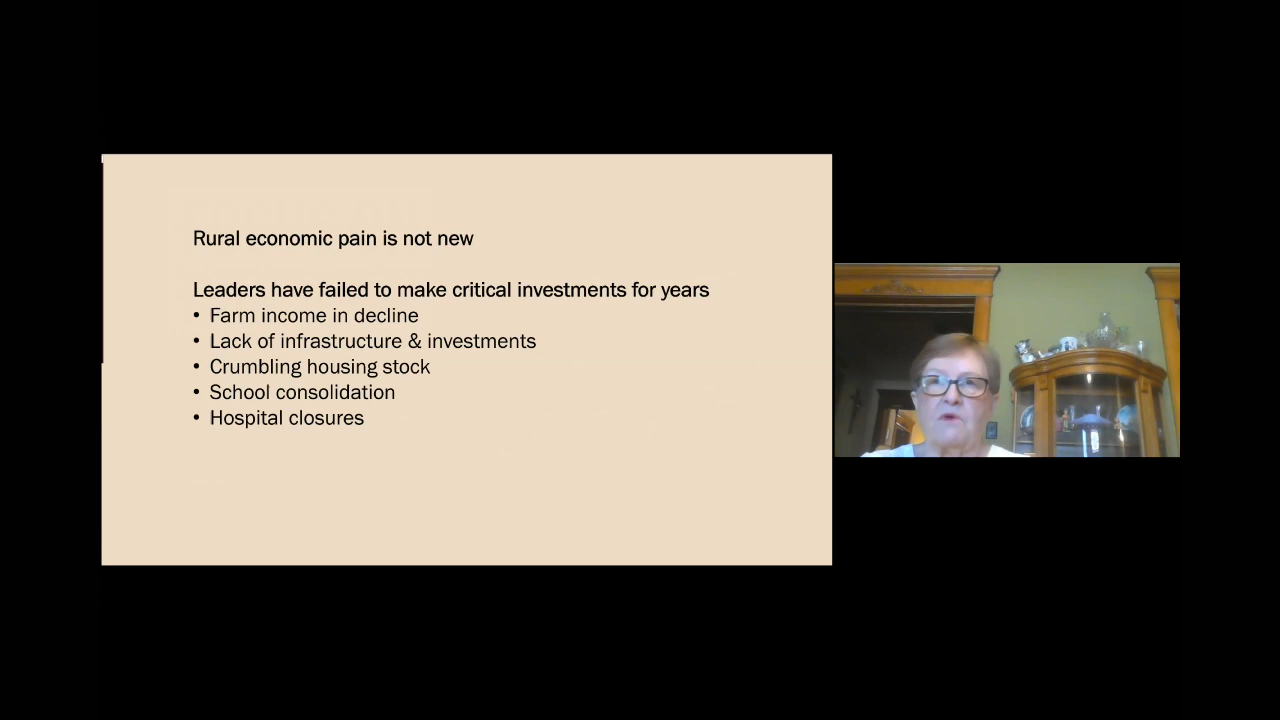 Rural economic pain is not new
Leaders have failed to make critical investments for years
• Farm income in decline
• Lack of infrastructure & investments
• Crumbling housing stock
• School consolidation
• Hospital closures